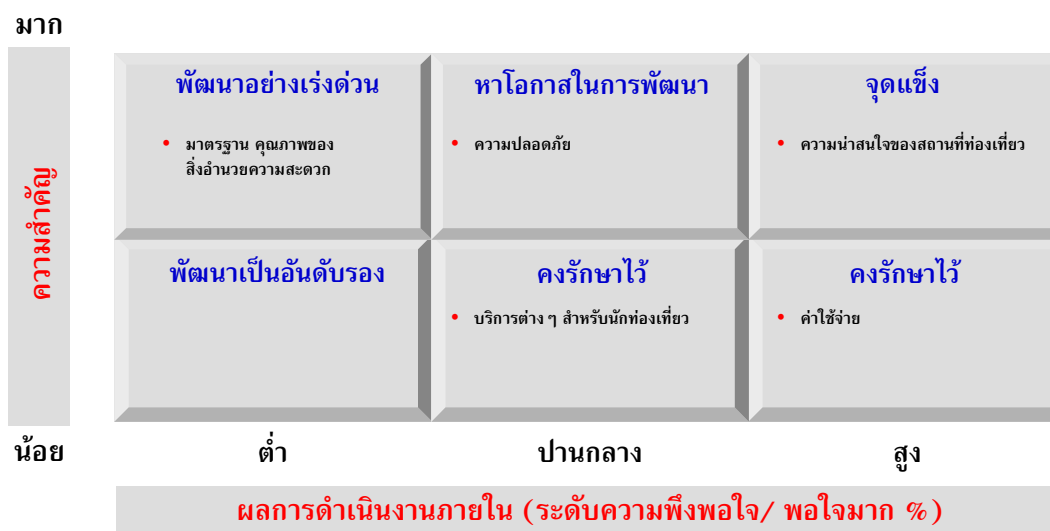 มาก
พัฒนาอย่างเร่งด่วน
• มาตรฐาน คุณภาพของ
สิ่งอำนวยความสะดวก
หาโอกาสในการพัฒนา
• ความปลอดภัย
จุดแข็ง
• ความน่าสนใจของสถานที่ท่องเที่ยว
ความสำคัญ
พัฒนาเป็นอันดับรอง
คงรักษาไว้
• บริการต่าง ๆ สำหรับนักท่องเที่ยว
คงรักษาไว้
• ค่าใช้จ่าย
น้อย
ต่ำ
ปานกลาง
สูง
ผลการดำเนินงานภายใน (ระดับความพึงพอใจ/ พอใจมาก %)